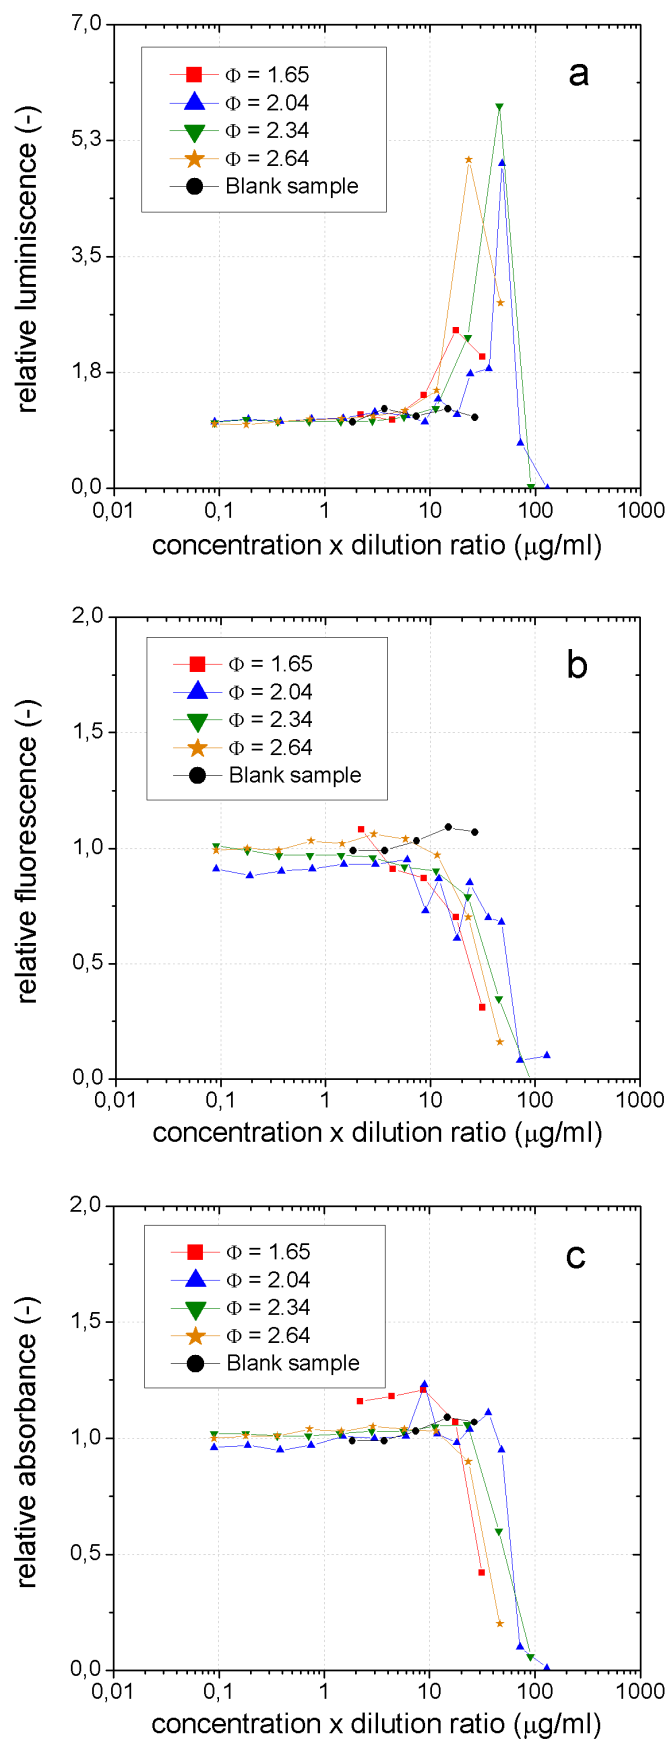 7,0
a
Φ = 1.65
Φ = 2.04
5,3
Φ = 2.34
Φ = 2.64
Blank sample
3,5
relative luminiscence (-)
1,8
0,0
0,01
0,1
1
10
100
1000
concentration x dilution ratio (μg/ml)
2,0
b
Φ = 1.65
Φ = 2.04
1,5
Φ = 2.34
Φ = 2.64
Blank sample
relative fluorescence (-)
1,0
0,5
0,0
0,01
0,1
1
10
100
1000
concentration x dilution ratio (μg/ml)
2,0
c
Φ = 1.65
Φ = 2.04
1,5
Φ = 2.34
Φ = 2.64
Blank sample
relative absorbance (-)
1,0
0,5
0,0
0,01
0,1
1
10
100
1000
concentration x dilution ratio (μg/ml)